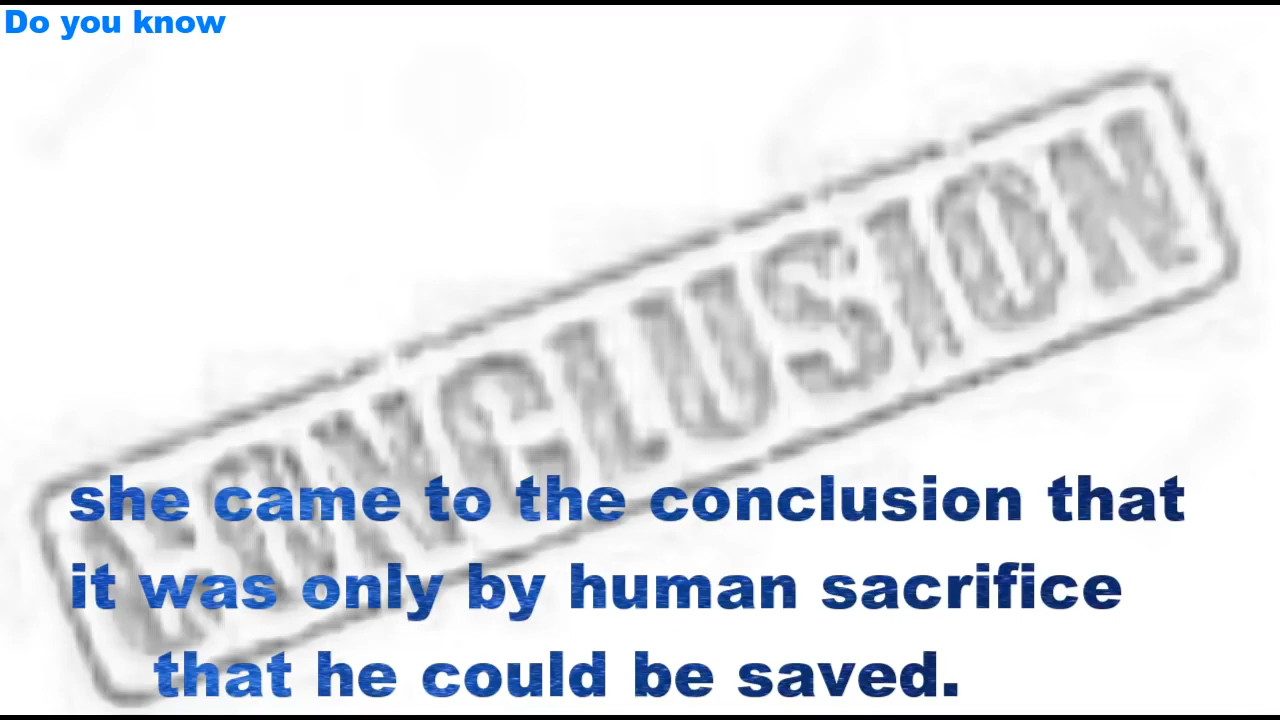 Do you know
CONCLUSION
she came to the conclusion that
it was only by human sacrifice
that he could be saved.